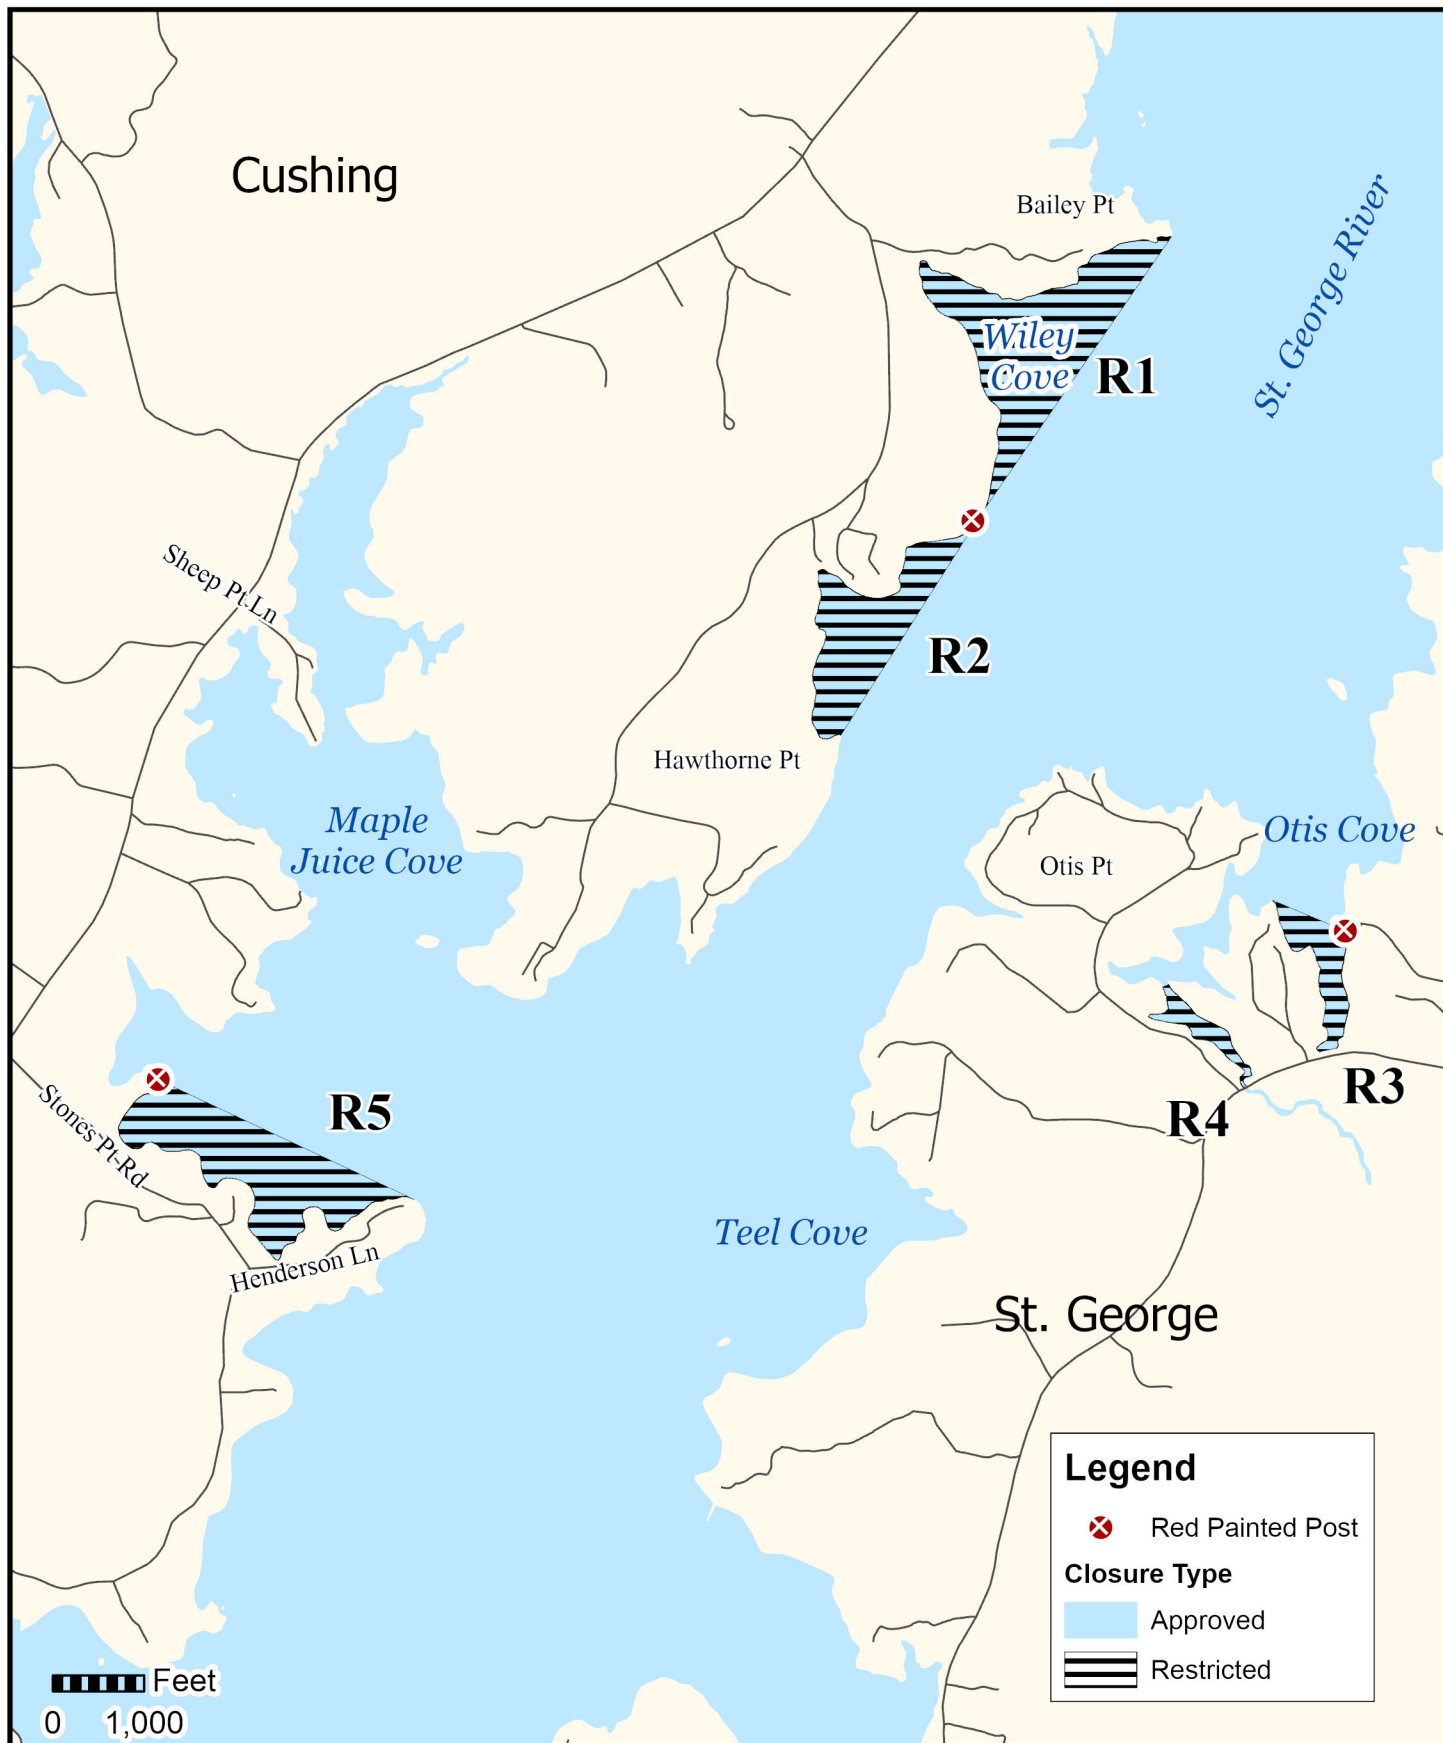 Cushing
Bailey Pt
St. George River
Wiley
Cove
R1
Sheep Pt Ln
R2
Hawthorne Pt
Maple
Juice Cove
Otis Cove
Otis Pt
R3
R4
R5
Stones Pt Rd
Teel Cove
Henderson Ln
St. George
Legend
Red Painted Post
Closure Type
Approved
Restricted
Feet
0 1,000